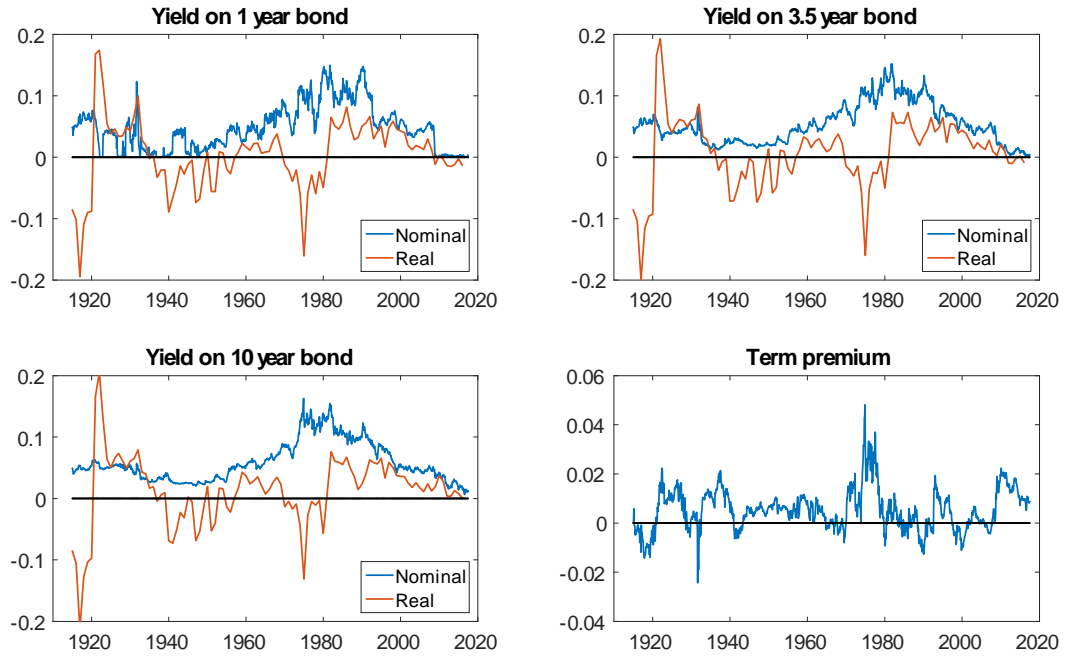 Yield on 1 year bond
0.2
0.1
0
-0.1
-0.2
Nominal
Real
1920 1940 1960 1980 2000 2020
Yield on 3.5 year bond
0.2
0.1
0
-0.1
-0.2
Nominal
Real
1920 1940 1960 1980 2000 2020
Yield on 10 year bond
0.2
0.1
0
-0.1
-0.2
Nominal
Real
1920 1940 1960 1980 2000 2020
Term premium
0.06
0.04
0.02
0
-0.02
-0.04
1920 1940 1960 1980 2000 2020